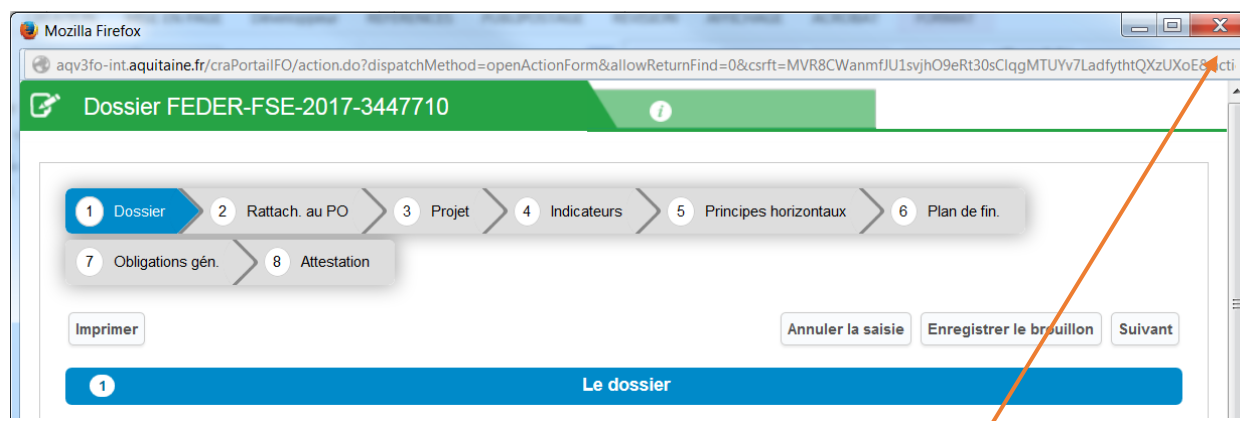 Mozilla Firefox
aqv3fo-int.aquitaine.fr/craPortailFO/action.do?dispatchMethod=openActionForm&allowReturnFind=0&csrft=MVR8CWanmfJU1svjhO9eRt30sClqgMTUYv7LadfythtQXzUXoE&
Dossier FEDER-FSE-2017-3447710
1 Dossier 2 Rattach. au PO 3 Projet 4 Indicateurs 5 Principes horizontaux 6 Plan de fin.
7 Obligations gén. 8 Attestation
Imprimer Annuler la saisie Enregistrer le brouillon Suivant
1 Le dossier